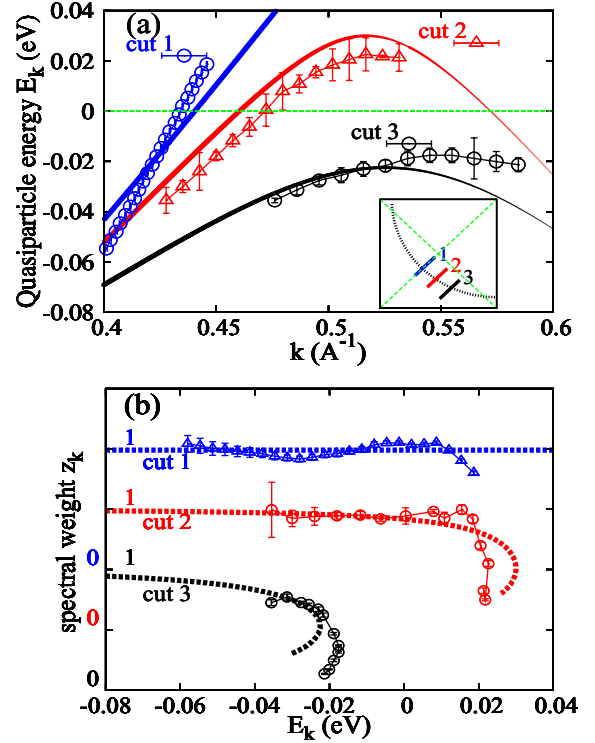 (a)
cut 1
cut 2
cut 3
Quasiparticle energy E_k (eV)
0.04
0.02
0
-0.02
-0.04
-0.06
-0.08
1
2
3
0.4 0.45 0.5 0.55 0.6
k (A⁻¹)
(b)
1
cut 1
1
cut 2
1
cut 3
spectral weight z_k
0
0
0
-0.08 -0.06 -0.04 -0.02 0 0.02 0.04
E_k (eV)